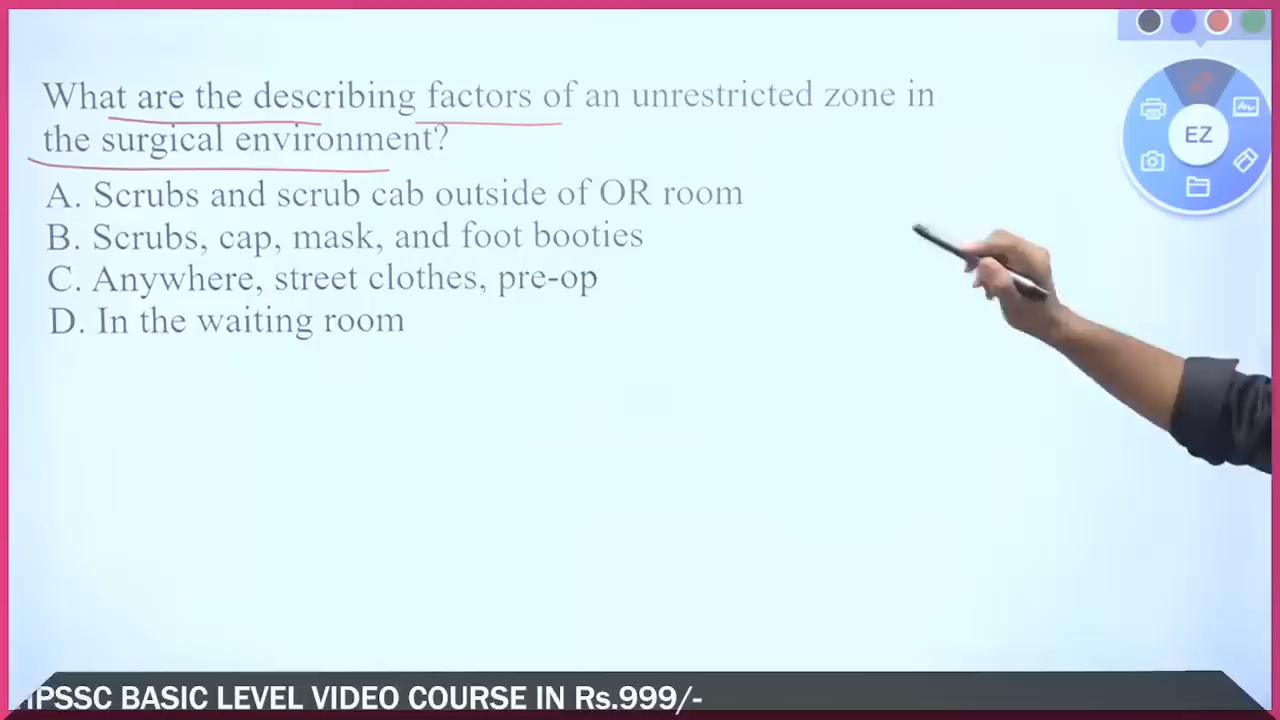 What are the describing factors of an unrestricted zone in
the surgical environment?
A. Scrubs and scrub cab outside of OR room
B. Scrubs, cap, mask, and foot booties
C. Anywhere, street clothes, pre-op
D. In the waiting room
EZ
PSSC BASIC LEVEL VIDEO COURSE IN Rs.999/-